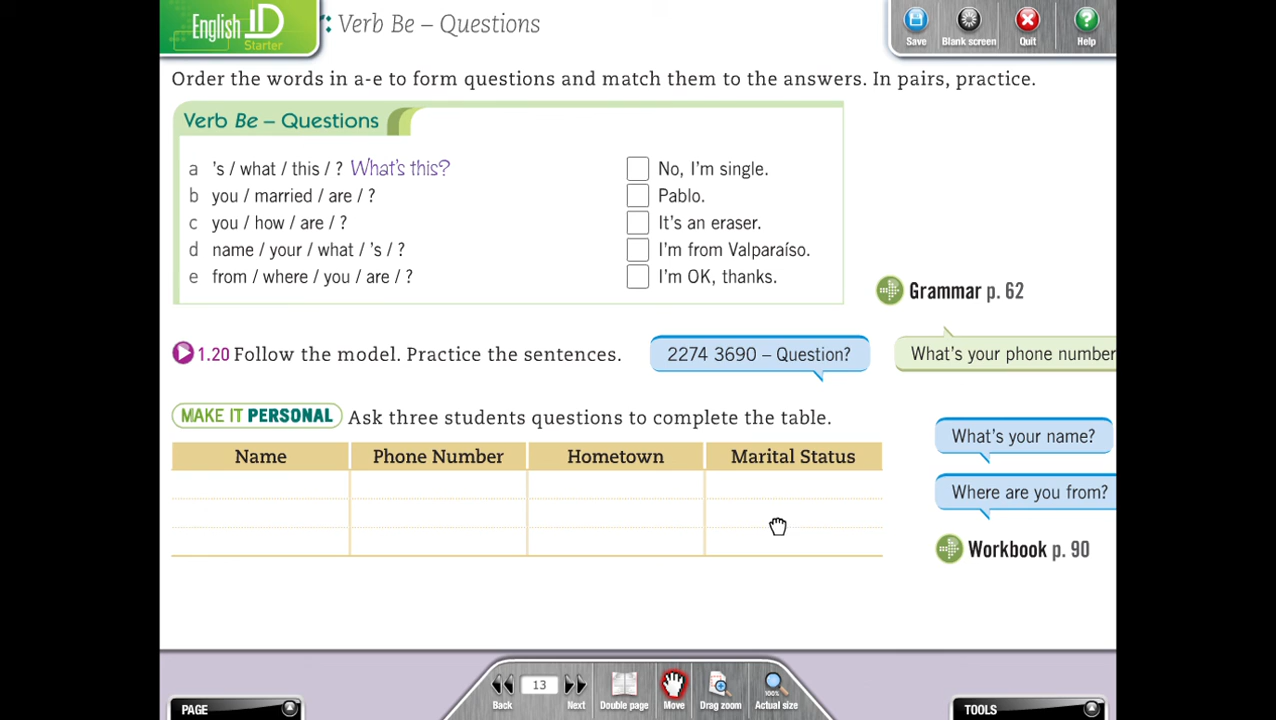 English ID
Starter
: Verb Be – Questions
Save
Blank screen
Quit
Help
Order the words in a-e to form questions and match them to the answers. In pairs, practice.
Verb Be – Questions
a 's / what / this / ? What's this?
No, I'm single.
b you / married / are / ?
Pablo.
c you / how / are / ?
It's an eraser.
d name / your / what / 's / ?
I'm from Valparaíso.
e from / where / you / are / ?
I'm OK, thanks.
Grammar p. 62
1.20 Follow the model. Practice the sentences.
2274 3690 – Question?
What's your phone number
MAKE IT PERSONAL Ask three students questions to complete the table.
Name Phone Number Hometown Marital Status
What's your name?
Where are you from?
Workbook p. 90
Back
13
Next
Double page
Move
Drag zoom
100%
Actual size
PAGE
TOOLS